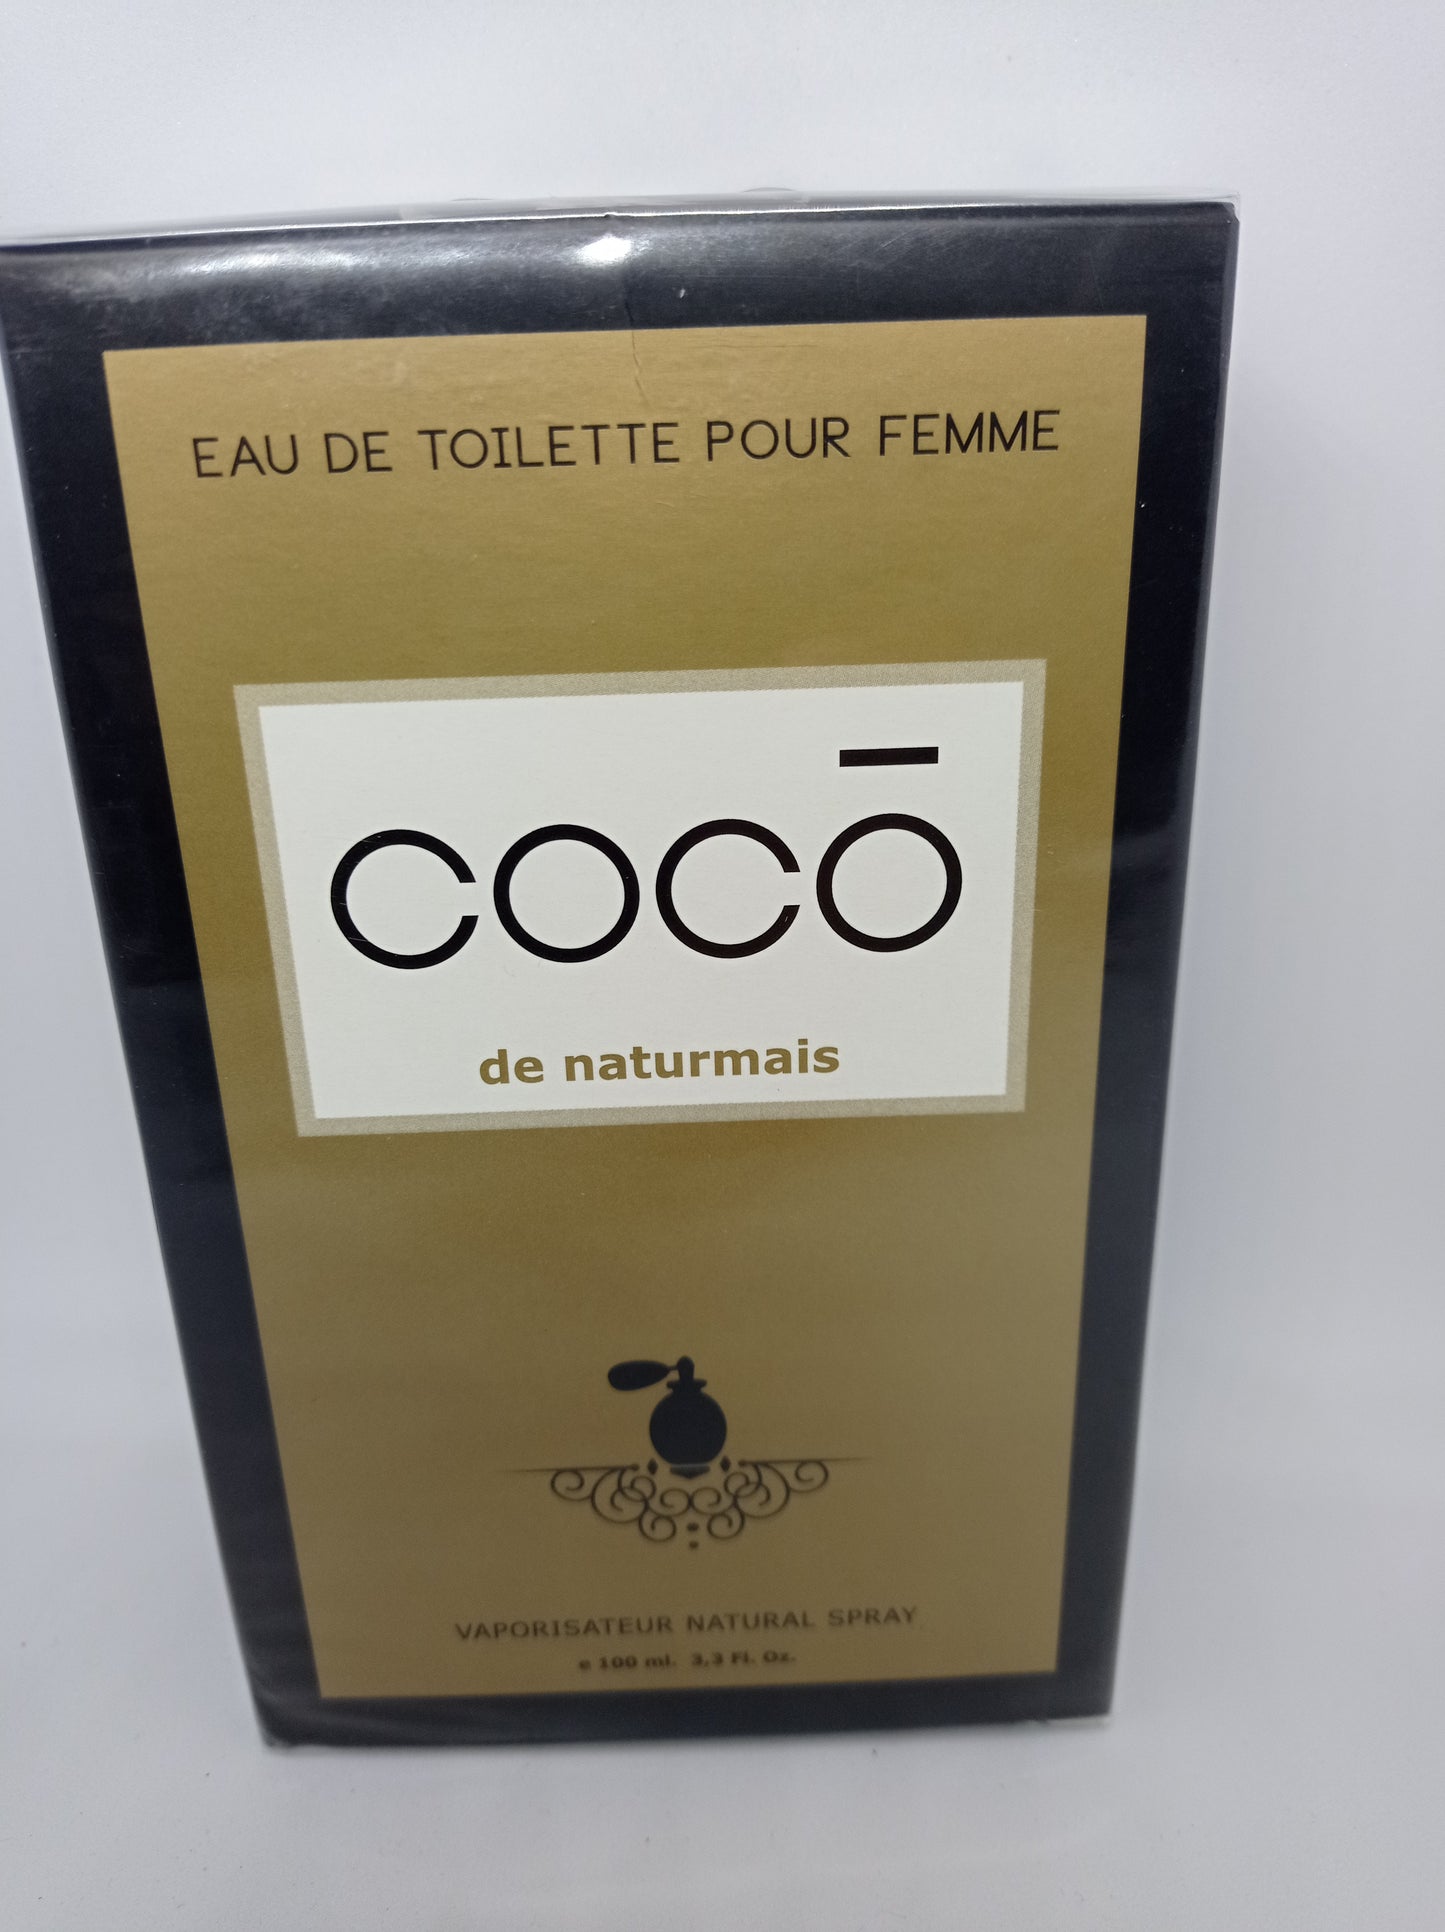 EAU DE TOILETTE POUR FEMME
cocō
de naturmais
VAPORISATEUR NATURAL SPRAY
e 100 ml. 3,3 Fl. Oz.